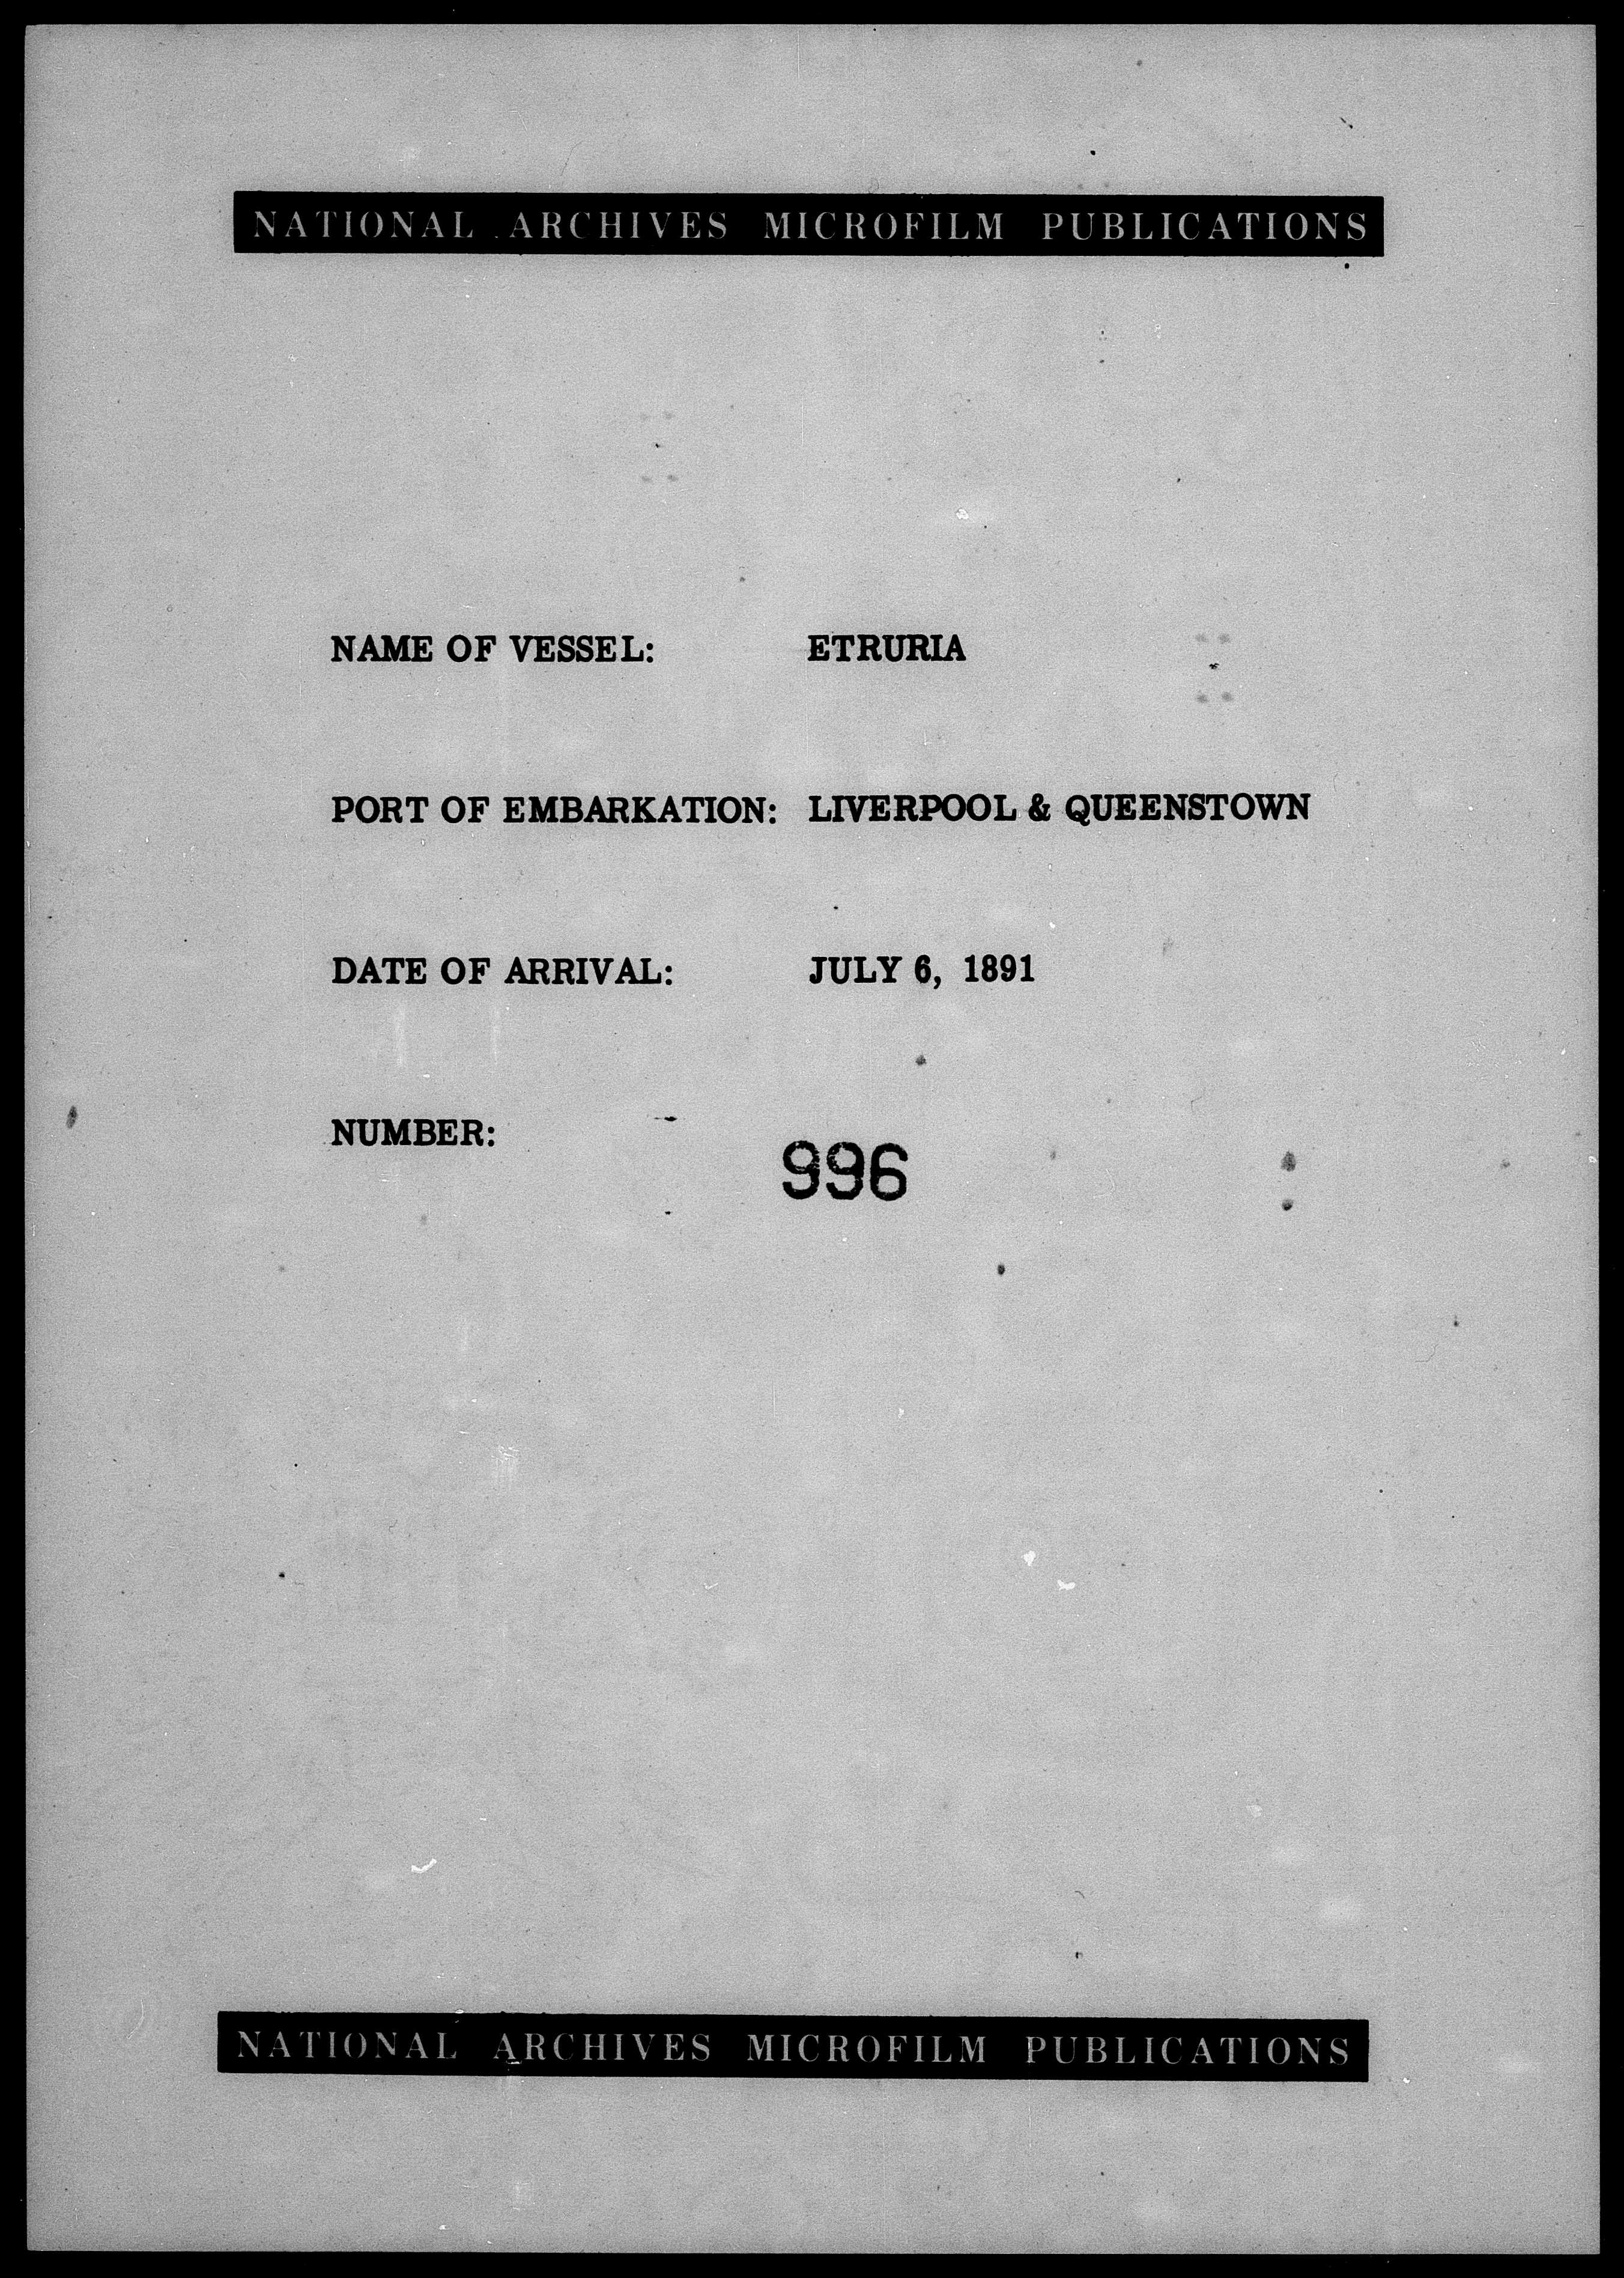 NATIONAL ARCHIVES MICROFILM PUBLICATIONS
NAME OF VESSEL: ETRURIA
PORT OF EMBARKATION: LIVERPOOL & QUEENSTOWN
DATE OF ARRIVAL: JULY 6, 1891
NUMBER: 996
NATIONAL ARCHIVES MICROFILM PUBLICATIONS